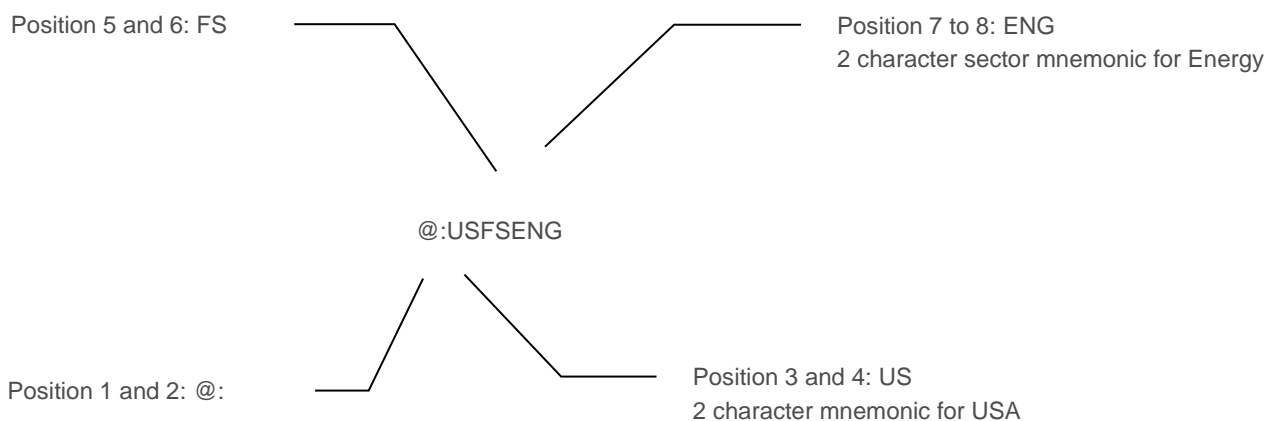 Position 5 and 6: FS
Position 7 to 8: ENG
2 character sector mnemonic for Energy
@:USFSENG
Position 1 and 2: @:
Position 3 and 4: US
2 character mnemonic for USA